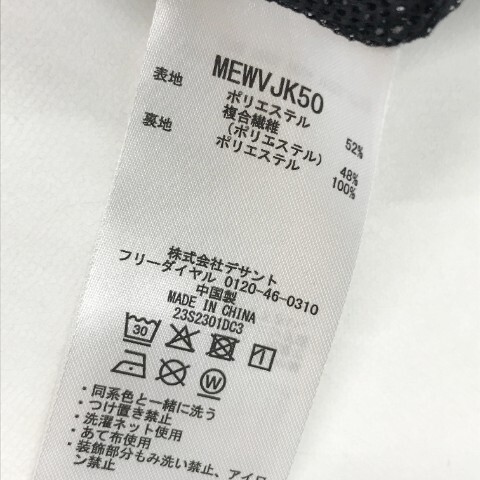 MEWVJK50
表地 ポリエステル 52%
複合繊維
(ポリエステル) 48%
裏地 ポリエステル 100%
株式会社デサント
フリーダイヤル 0120-46-0310
中国製
MADE IN CHINA
23S2301DC3
30
W
・同系色と一緒に洗う
・つけ置き禁止
・洗濯ネット使用
・あて布使用
・装飾部分もみ洗い禁止、アイロ
ン禁止